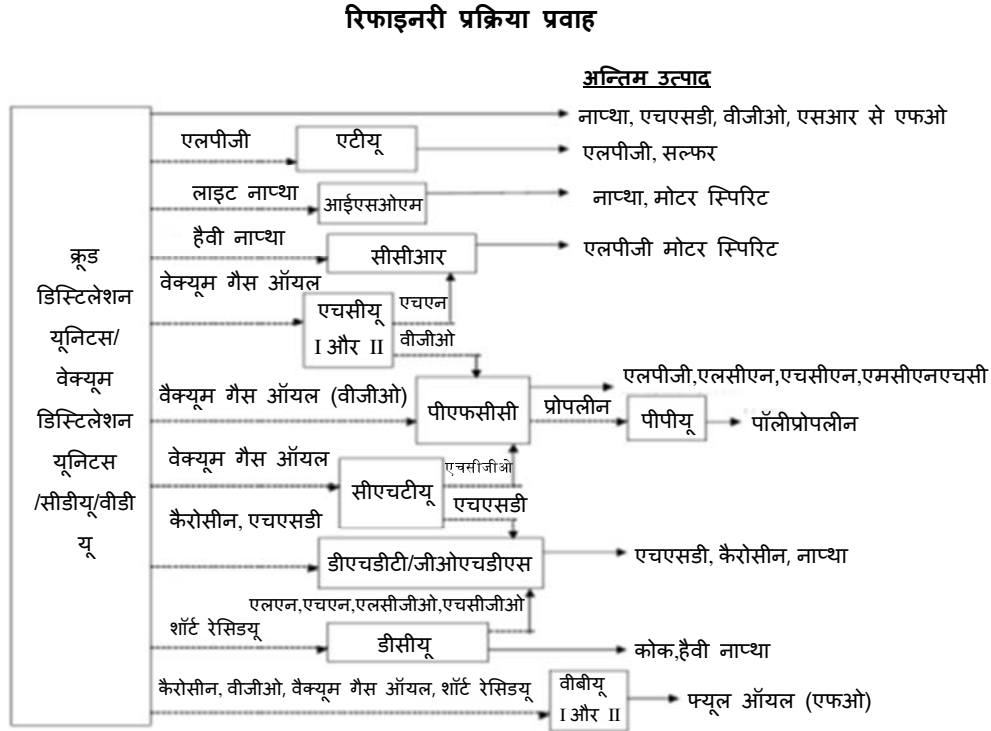 रिफाइनरी प्रक्रिया प्रवाह
अन्तिम उत्पाद
नाप्था, एचएसडी, वीजीओ, एसआर से एफओ
एलपीजी
एटीयू
एलपीजी, सल्फर
लाइट नाप्था
आईएसओएम
नाप्था, मोटर स्पिरिट
हैवी नाप्था
सीसीआर
एलपीजी मोटर स्पिरिट
क्रूड
डिस्टिलेशन
यूनिटस/
वेक्यूम
डिस्टिलेशन
यूनिटस
/सीडीयू/वीडी
यू
वेक्यूम गैस ऑयल
एचसीयू
I और II
एचएन
वीजीओ
वैक्यूम गैस ऑयल (वीजीओ)
पीएफसीसी
एलपीजी,एलसीएन,एचसीएन,एमसीएनएचसी
प्रोपलीन
पीपीयू
पॉलीप्रोपलीन
वेक्यूम गैस ऑयल
सीएचटीयू
एचसीजीओ
एचएसडी
कैरोसीन, एचएसडी
डीएचडीटी/जीओएचडीएस
एचएसडी, कैरोसीन, नाप्था
एलएन,एचएन,एलसीजीओ,एचसीजीओ
शॉर्ट रेसिडयू
डीसीयू
कोक,हैवी नाप्था
कैरोसीन, वीजीओ, वैक्यूम गैस ऑयल, शॉर्ट रेसिडयू
वीबीयू
I और II
फ्यूल ऑयल (एफओ)